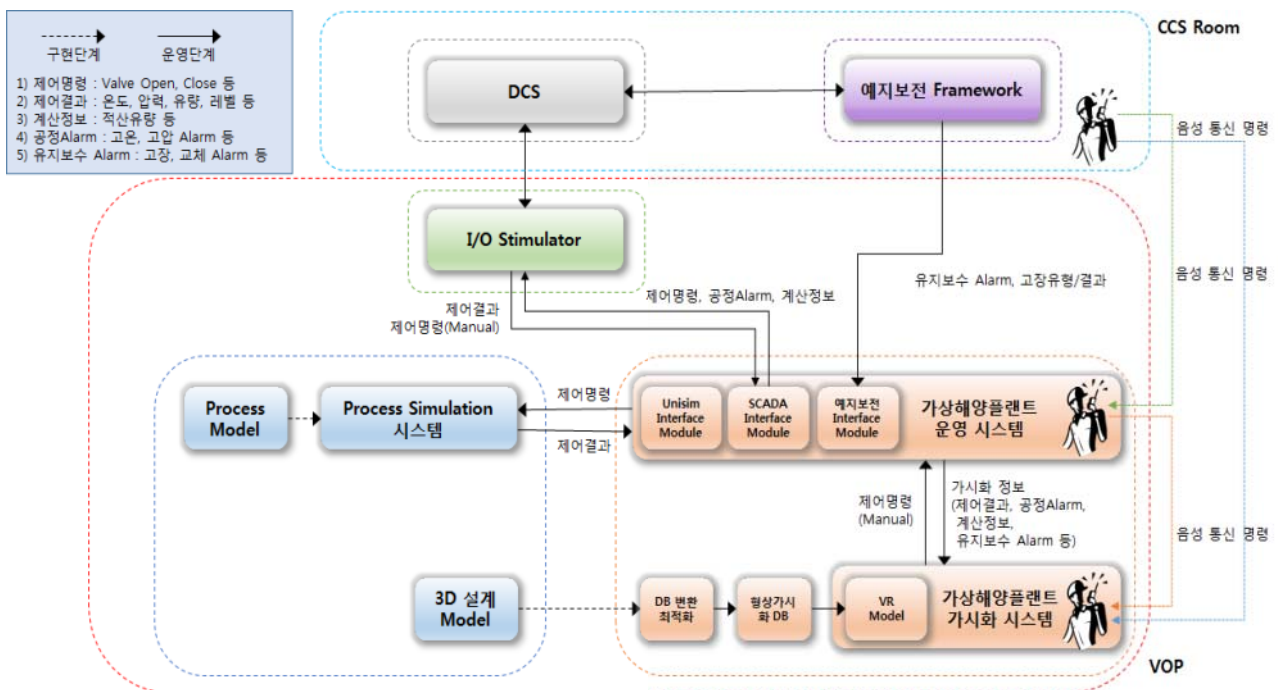 CCS Room
구현단계
운영단계
1) 제어명령 : Valve Open, Close 등
2) 제어결과 : 온도, 압력, 유량, 레벨 등
3) 계산정보 : 적산유량 등
4) 공정Alarm : 고온, 고압 Alarm 등
5) 유지보수 Alarm : 고장, 교체 Alarm 등
DCS
예지보전 Framework
음성 통신 명령
I/O Stimulator
유지보수 Alarm, 고장유형/결과
음성 통신 명령
제어명령, 공정Alarm, 계산정보
제어결과
제어명령(Manual)
Process
Model
Process Simulation
시스템
제어명령
제어결과
Unisim
Interface
Module
SCADA
Interface
Module
예지보전
Interface
Module
가상해양플랜트
운영 시스템
제어명령
(Manual)
가시화 정보
(제어결과, 공정Alarm,
계산정보,
유지보수 Alarm 등)
음성 통신 명령
3D 설계
Model
DB 변환
최적화
형상가시
화 DB
VR
Model
가상해양플랜트
가시화 시스템
VOP